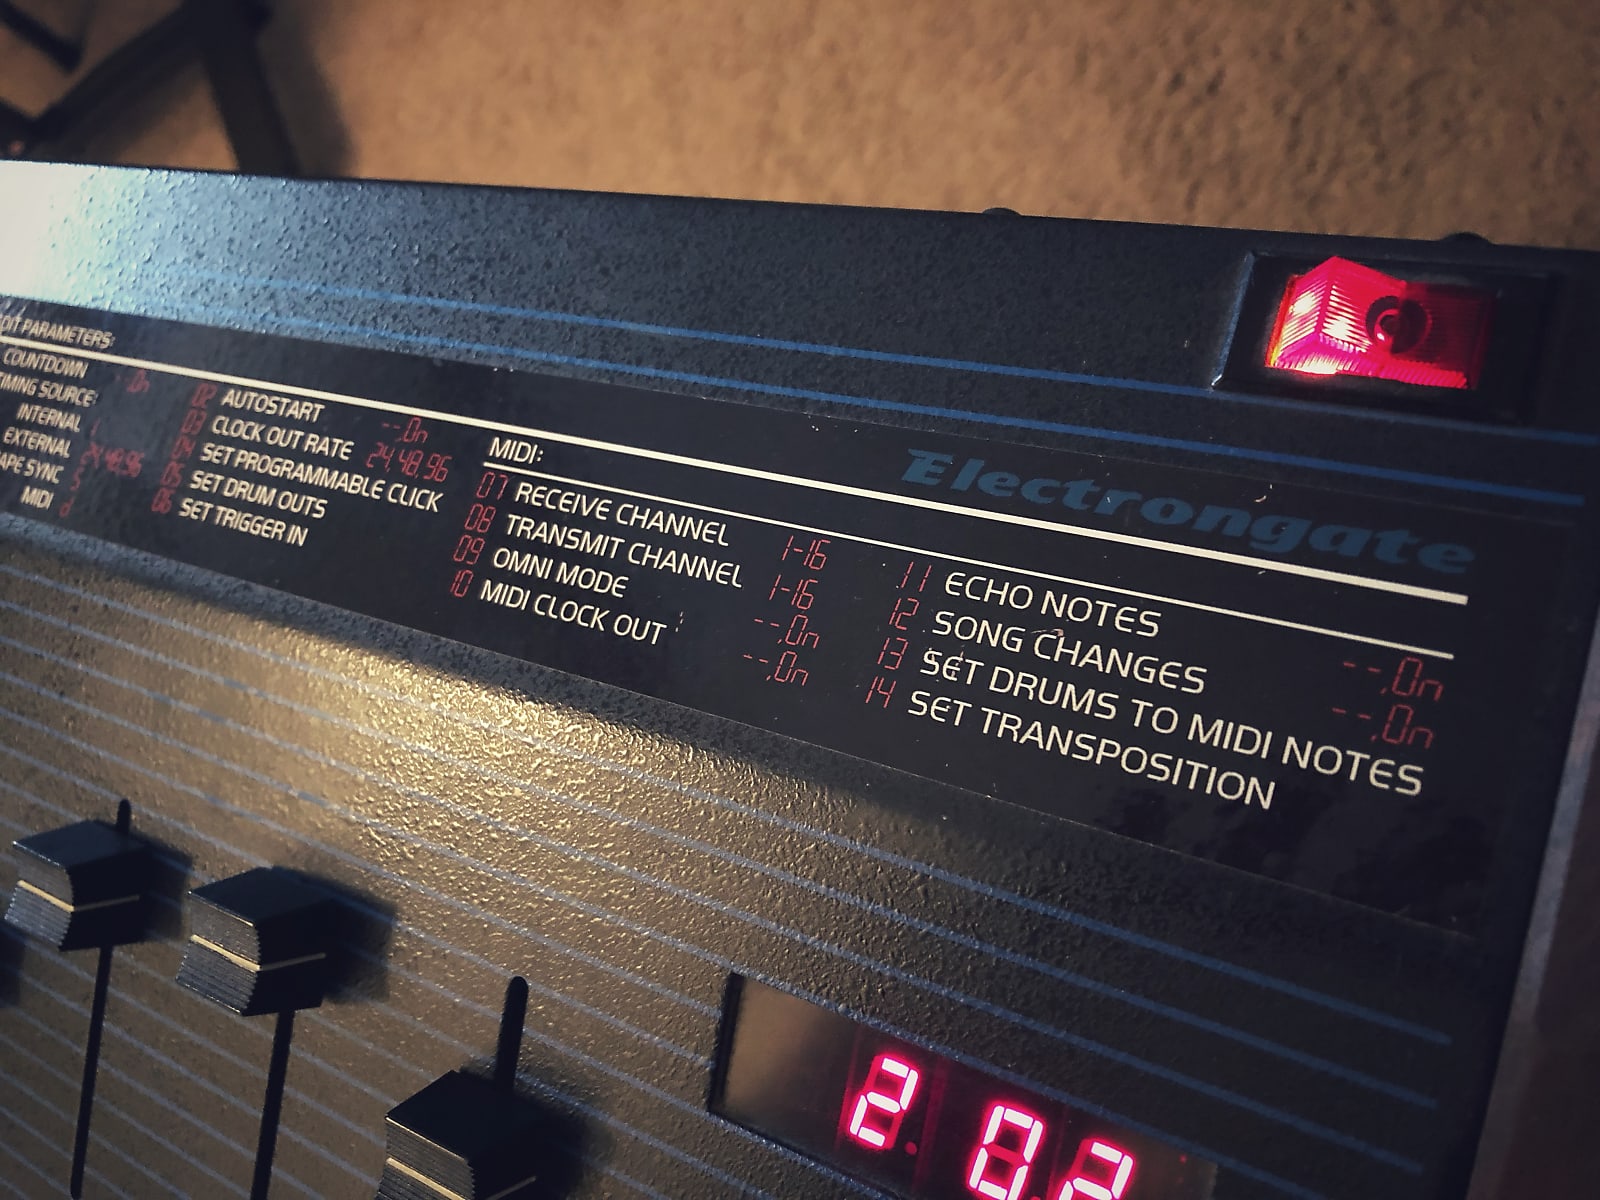 EDIT PARAMETERS:
COUNTDOWN --,On
TIMING SOURCE:
INTERNAL
EXTERNAL 24,48,96
TAPE SYNC S
MIDI d
02 AUTOSTART --,On
03 CLOCK OUT RATE 24,48,96
04 SET PROGRAMMABLE CLICK
05 SET DRUM OUTS
06 SET TRIGGER IN
MIDI:
07 RECEIVE CHANNEL 1-16
08 TRANSMIT CHANNEL 1-16
09 OMNI MODE --,On
10 MIDI CLOCK OUT --,On
Electrongate
11 ECHO NOTES --,On
12 SONG CHANGES --,On
13 SET DRUMS TO MIDI NOTES
14 SET TRANSPOSITION
2.02